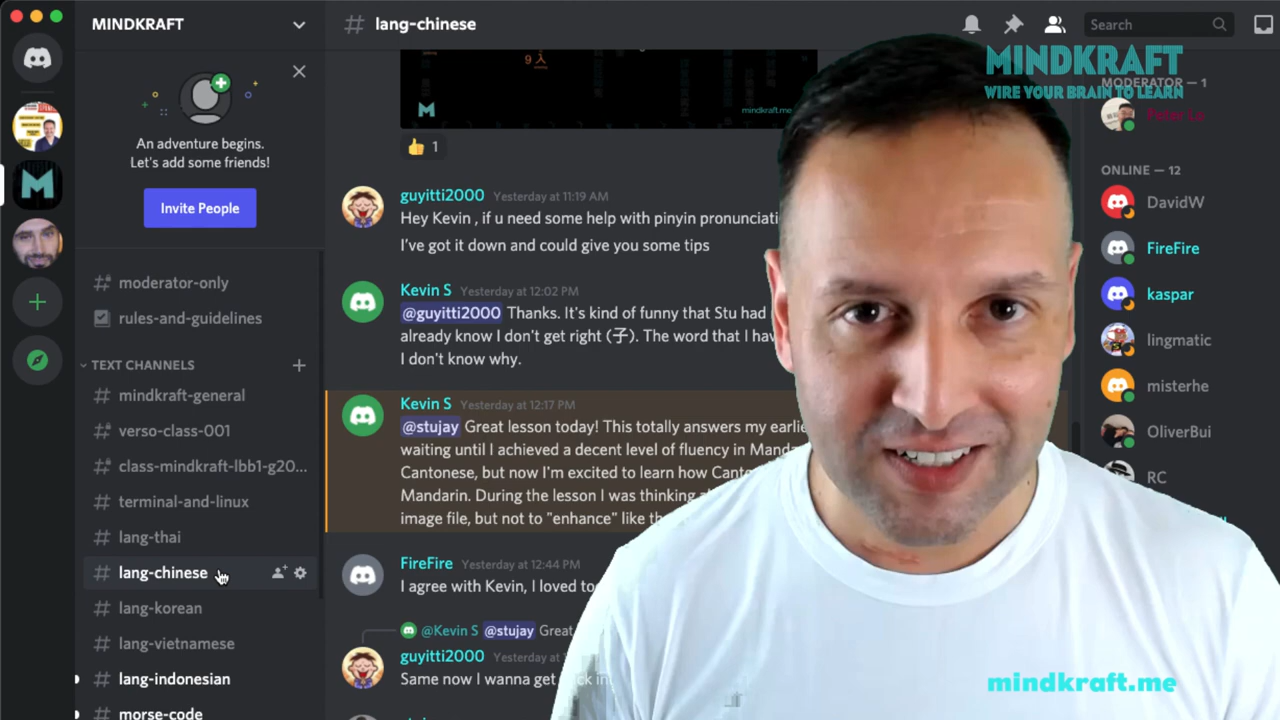 MINDKRAFT
An adventure begins.
Let's add some friends!
Invite People
moderator-only
rules-and-guidelines
TEXT CHANNELS
mindkraft-general
verso-class-001
class-mindkraft-lbb1-g20...
terminal-and-linux
lang-thai
lang-chinese
lang-korean
lang-vietnamese
lang-indonesian
morse-code
lang-chinese
Search
9 入
mindkraft.me
1
guyitti2000 Yesterday at 11:19 AM
Hey Kevin , if u need some help with pinyin
I've got it down and could give you some tips
Kevin S Yesterday at 12:02 PM
@guyitti2000 Thanks. It's kind of funny that Stu had
already know I don't get right (子). The word that I
I don't know why.
Kevin S Yesterday at 12:17 PM
@stujay Great lesson today! This totally answers my
waiting until I achieved a decent level of fluency in
Cantonese, but now I'm excited to learn how
Mandarin. During the lesson I was thinking
image file, but not to "enhance" like
FireFire Yesterday at 12:44 PM
I agree with Kevin, I loved
@Kevin S @stujay
guyitti2000 Yesterday at
Same now I wanna get
MINDKRAFT
WIRE YOUR BRAIN TO LEARN
MODERATOR — 1
ONLINE — 12
DavidW
FireFire
kaspar
lingmatic
misterhe
OliverBui
RC
mindkraft.me